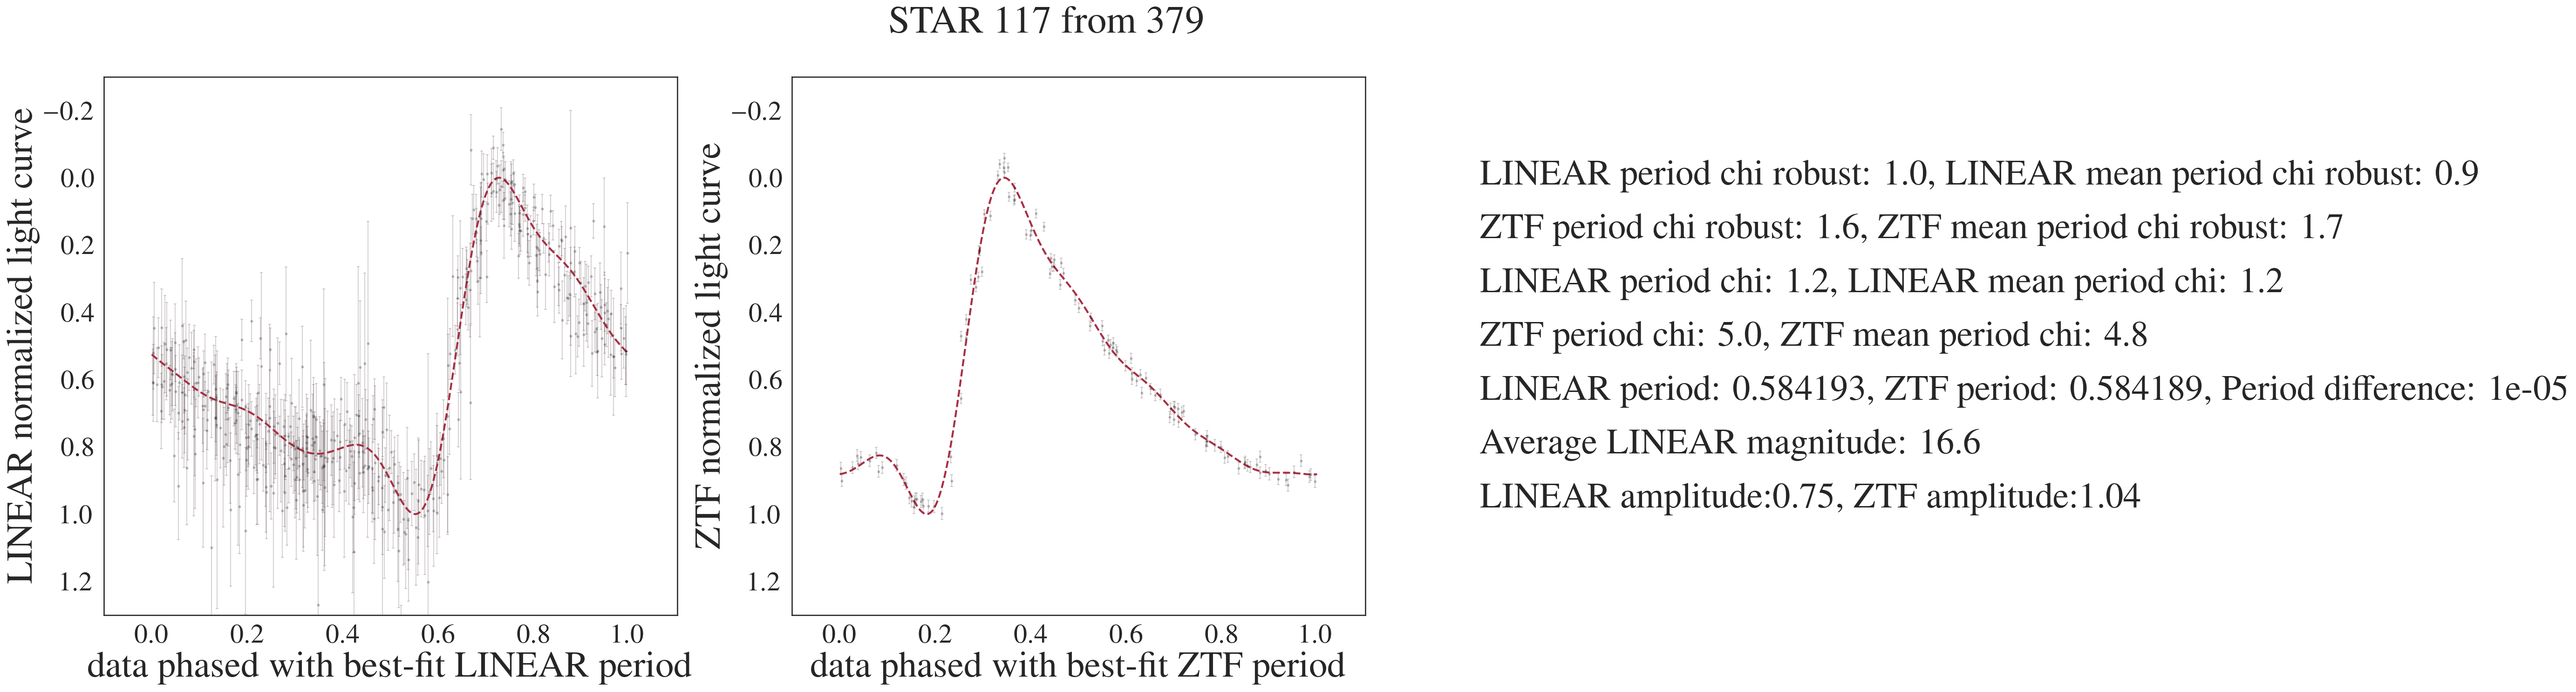 STAR 117 from 379
LINEAR normalized light curve
−0.2
0.0
0.2
0.4
0.6
0.8
1.0
1.2
0.0 0.2 0.4 0.6 0.8 1.0
data phased with best-fit LINEAR period
ZTF normalized light curve
−0.2
0.0
0.2
0.4
0.6
0.8
1.0
1.2
0.0 0.2 0.4 0.6 0.8 1.0
data phased with best-fit ZTF period
LINEAR period chi robust: 1.0, LINEAR mean period chi robust: 0.9
ZTF period chi robust: 1.6, ZTF mean period chi robust: 1.7
LINEAR period chi: 1.2, LINEAR mean period chi: 1.2
ZTF period chi: 5.0, ZTF mean period chi: 4.8
LINEAR period: 0.584193, ZTF period: 0.584189, Period difference: 1e-05
Average LINEAR magnitude: 16.6
LINEAR amplitude:0.75, ZTF amplitude:1.04